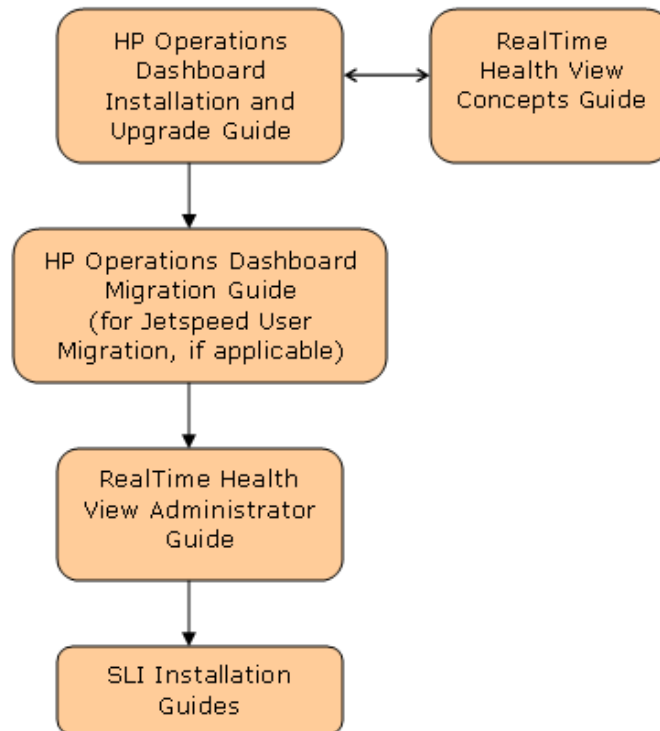 HP Operations
Dashboard
Installation and
Upgrade Guide
RealTime
Health View
Concepts Guide
HP Operations Dashboard
Migration Guide
(for Jetspeed User
Migration, if applicable)
RealTime Health
View Administrator
Guide
SLI Installation
Guides